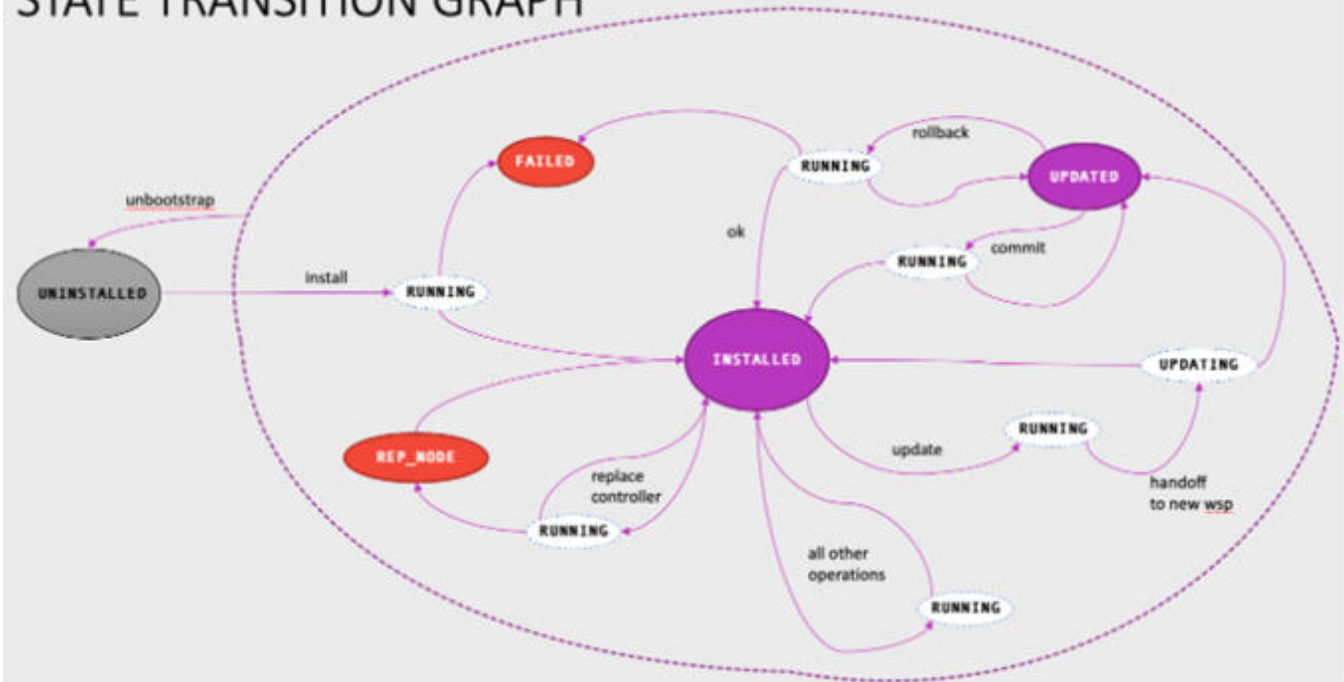 STATE TRANSITION GRAPH
rollback
FAILED
RUNNING
UPDATED
unbootstrap
ok
commit
RUNNING
install
UNINSTALLED
RUNNING
INSTALLED
UPDATING
RUNNING
update
REP_NODE
replace
controller
handoff
to new wsp
RUNNING
all other
operations
RUNNING